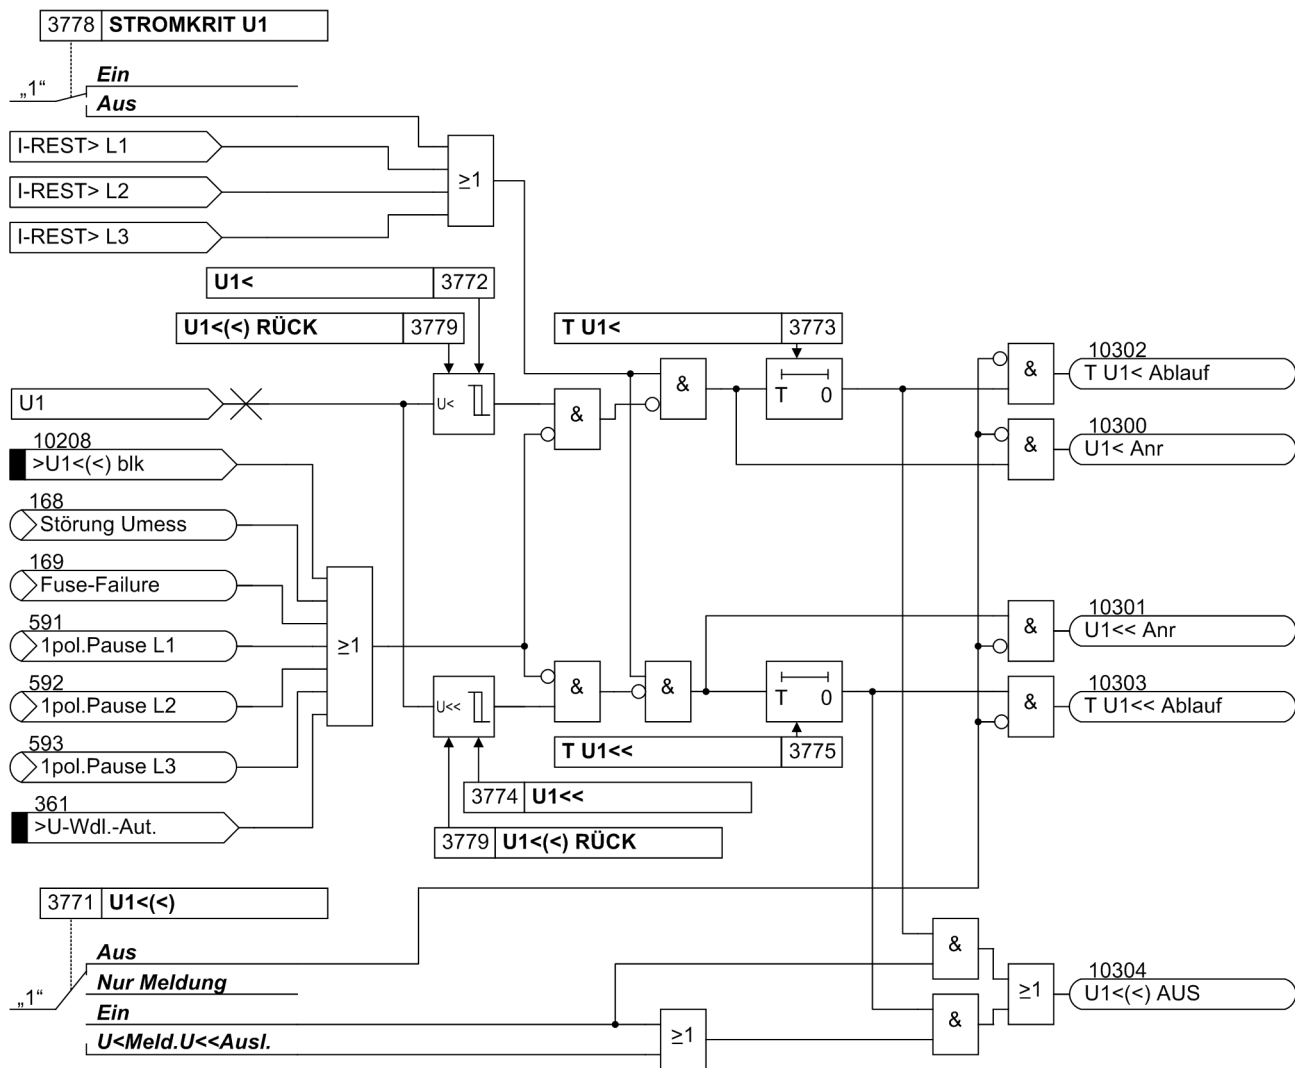 3778 STROMKRIT U1
„1“
Ein
Aus
I-REST> L1
I-REST> L2
I-REST> L3
≥1
U1< 3772
U1<(<) RÜCK 3779
T U1< 3773
U1
U<
&
&
T 0
&
10302
T U1< Ablauf
&
10300
U1< Anr
10208
>U1<(<) blk
168
Störung Umess
169
Fuse-Failure
591
1pol.Pause L1
592
1pol.Pause L2
593
1pol.Pause L3
361
>U-Wdl.-Aut.
≥1
U<<
&
&
T 0
&
10301
U1<< Anr
&
10303
T U1<< Ablauf
T U1<< 3775
3774 U1<<
3779 U1<(<) RÜCK
3771 U1<(<)
„1“
Aus
Nur Meldung
Ein
U<Meld.U<<Ausl.
≥1
&
&
≥1
10304
U1<(<) AUS